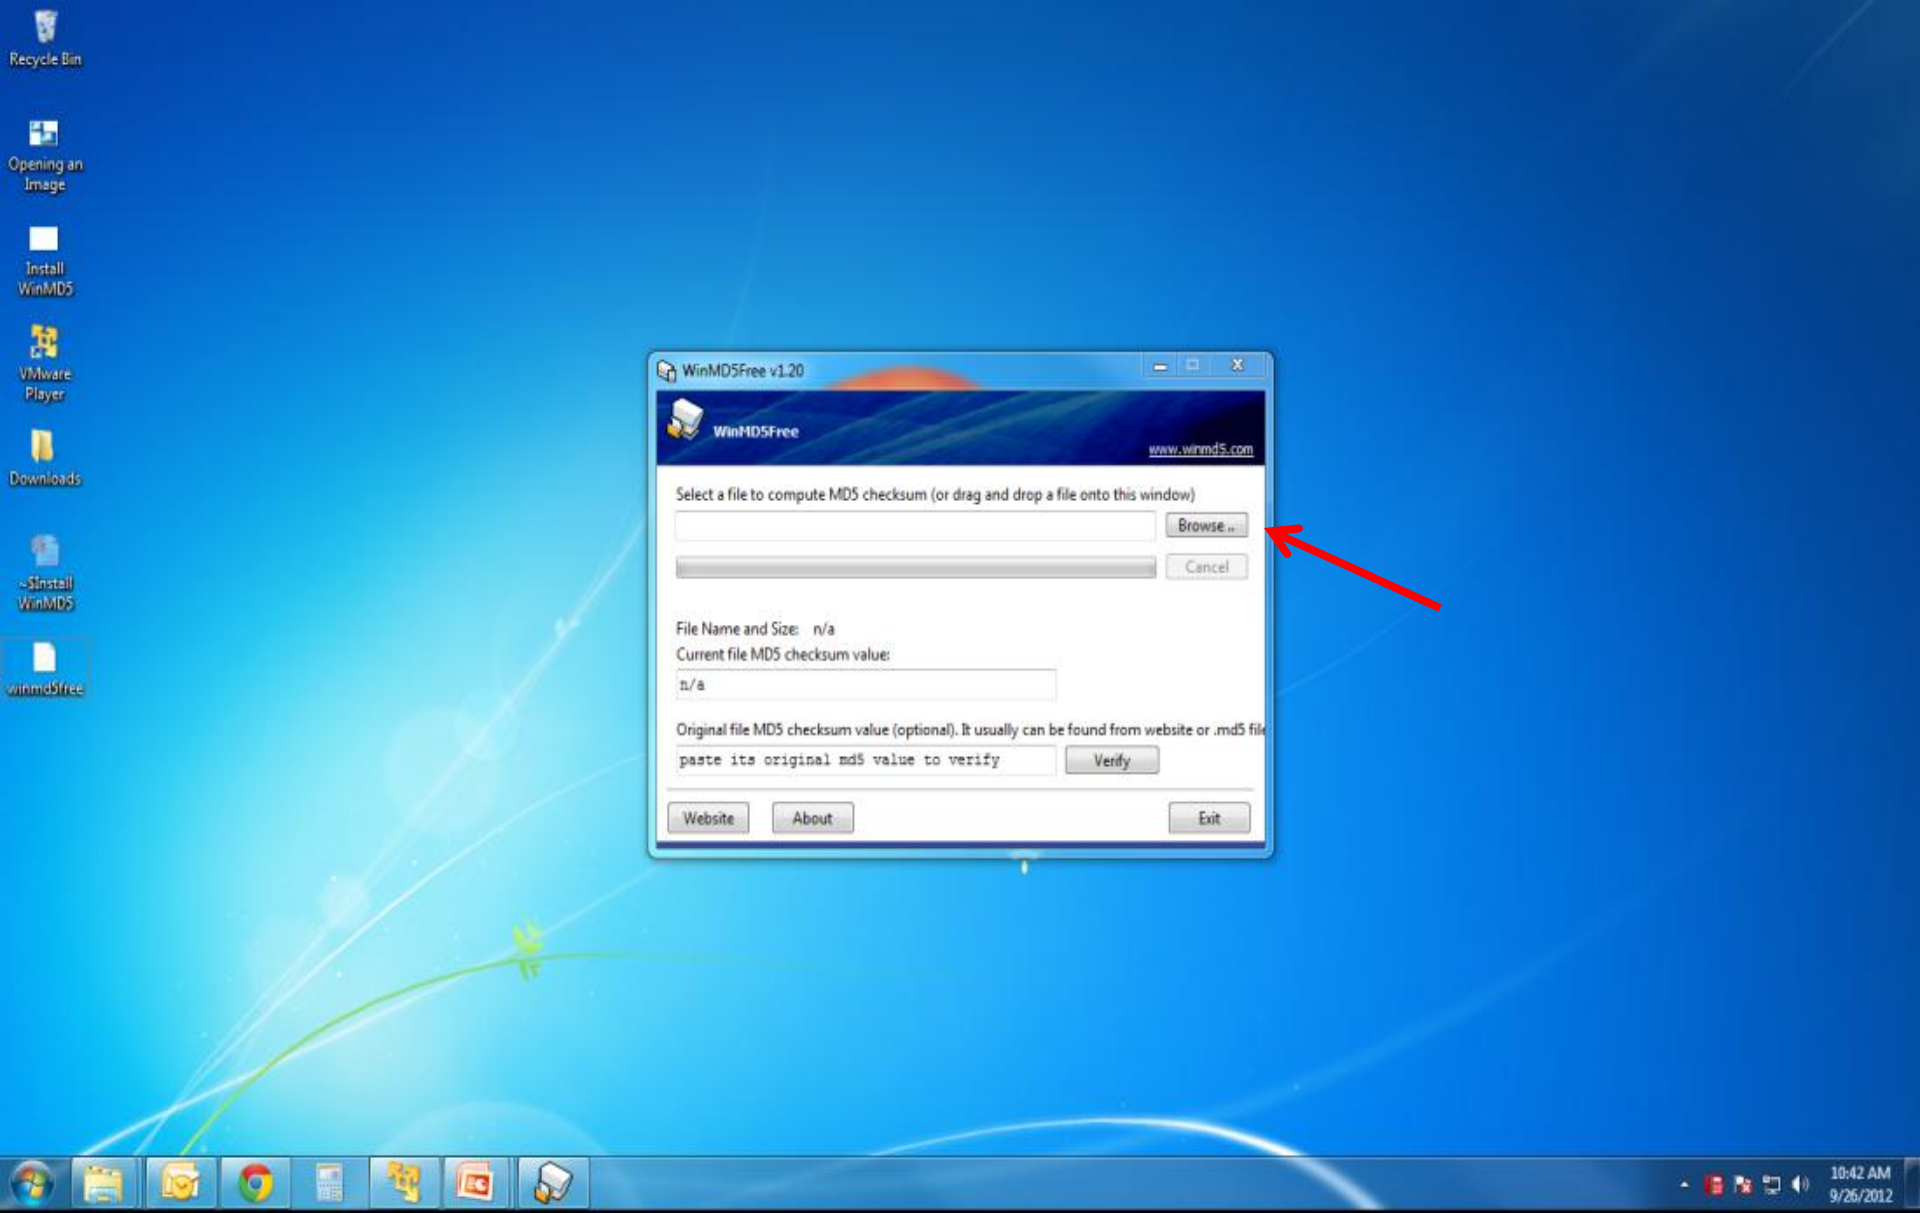 Recycle Bin
Opening an
Image
Install
WinMD5
VMware
Player
Downloads
~$Install
WinMD5
winmd5free
WinMD5Free v1.20
WinMD5Free
www.winmd5.com
Select a file to compute MD5 checksum (or drag and drop a file onto this window)
Browse ..
Cancel
File Name and Size: n/a
Current file MD5 checksum value:
n/a
Original file MD5 checksum value (optional). It usually can be found from website or .md5 file
paste its original md5 value to verify
Verify
Website About Exit
10:42 AM
9/26/2012